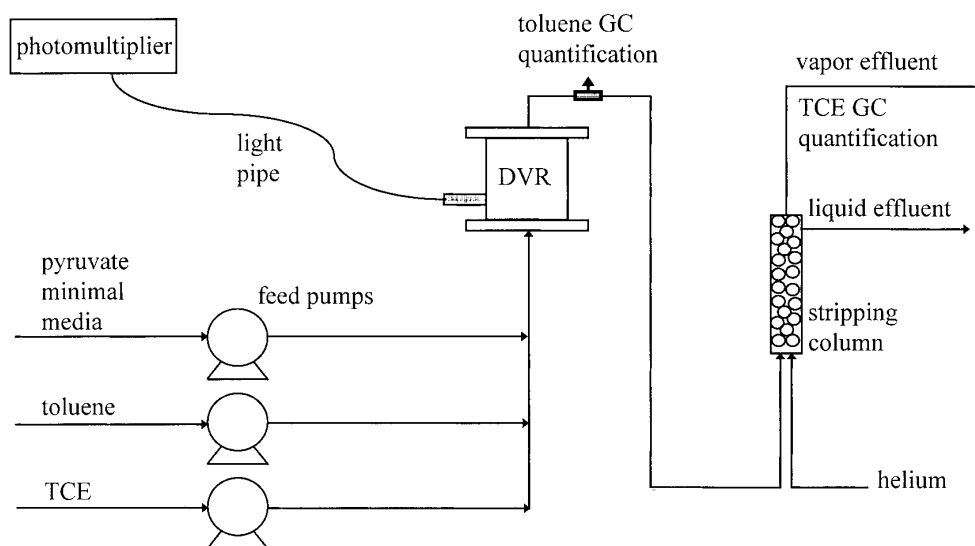 photomultiplier
light
pipe
toluene GC
quantification
DVR
vapor effluent
TCE GC
quantification
liquid effluent
stripping
column
helium
pyruvate
minimal
media
feed pumps
toluene
TCE